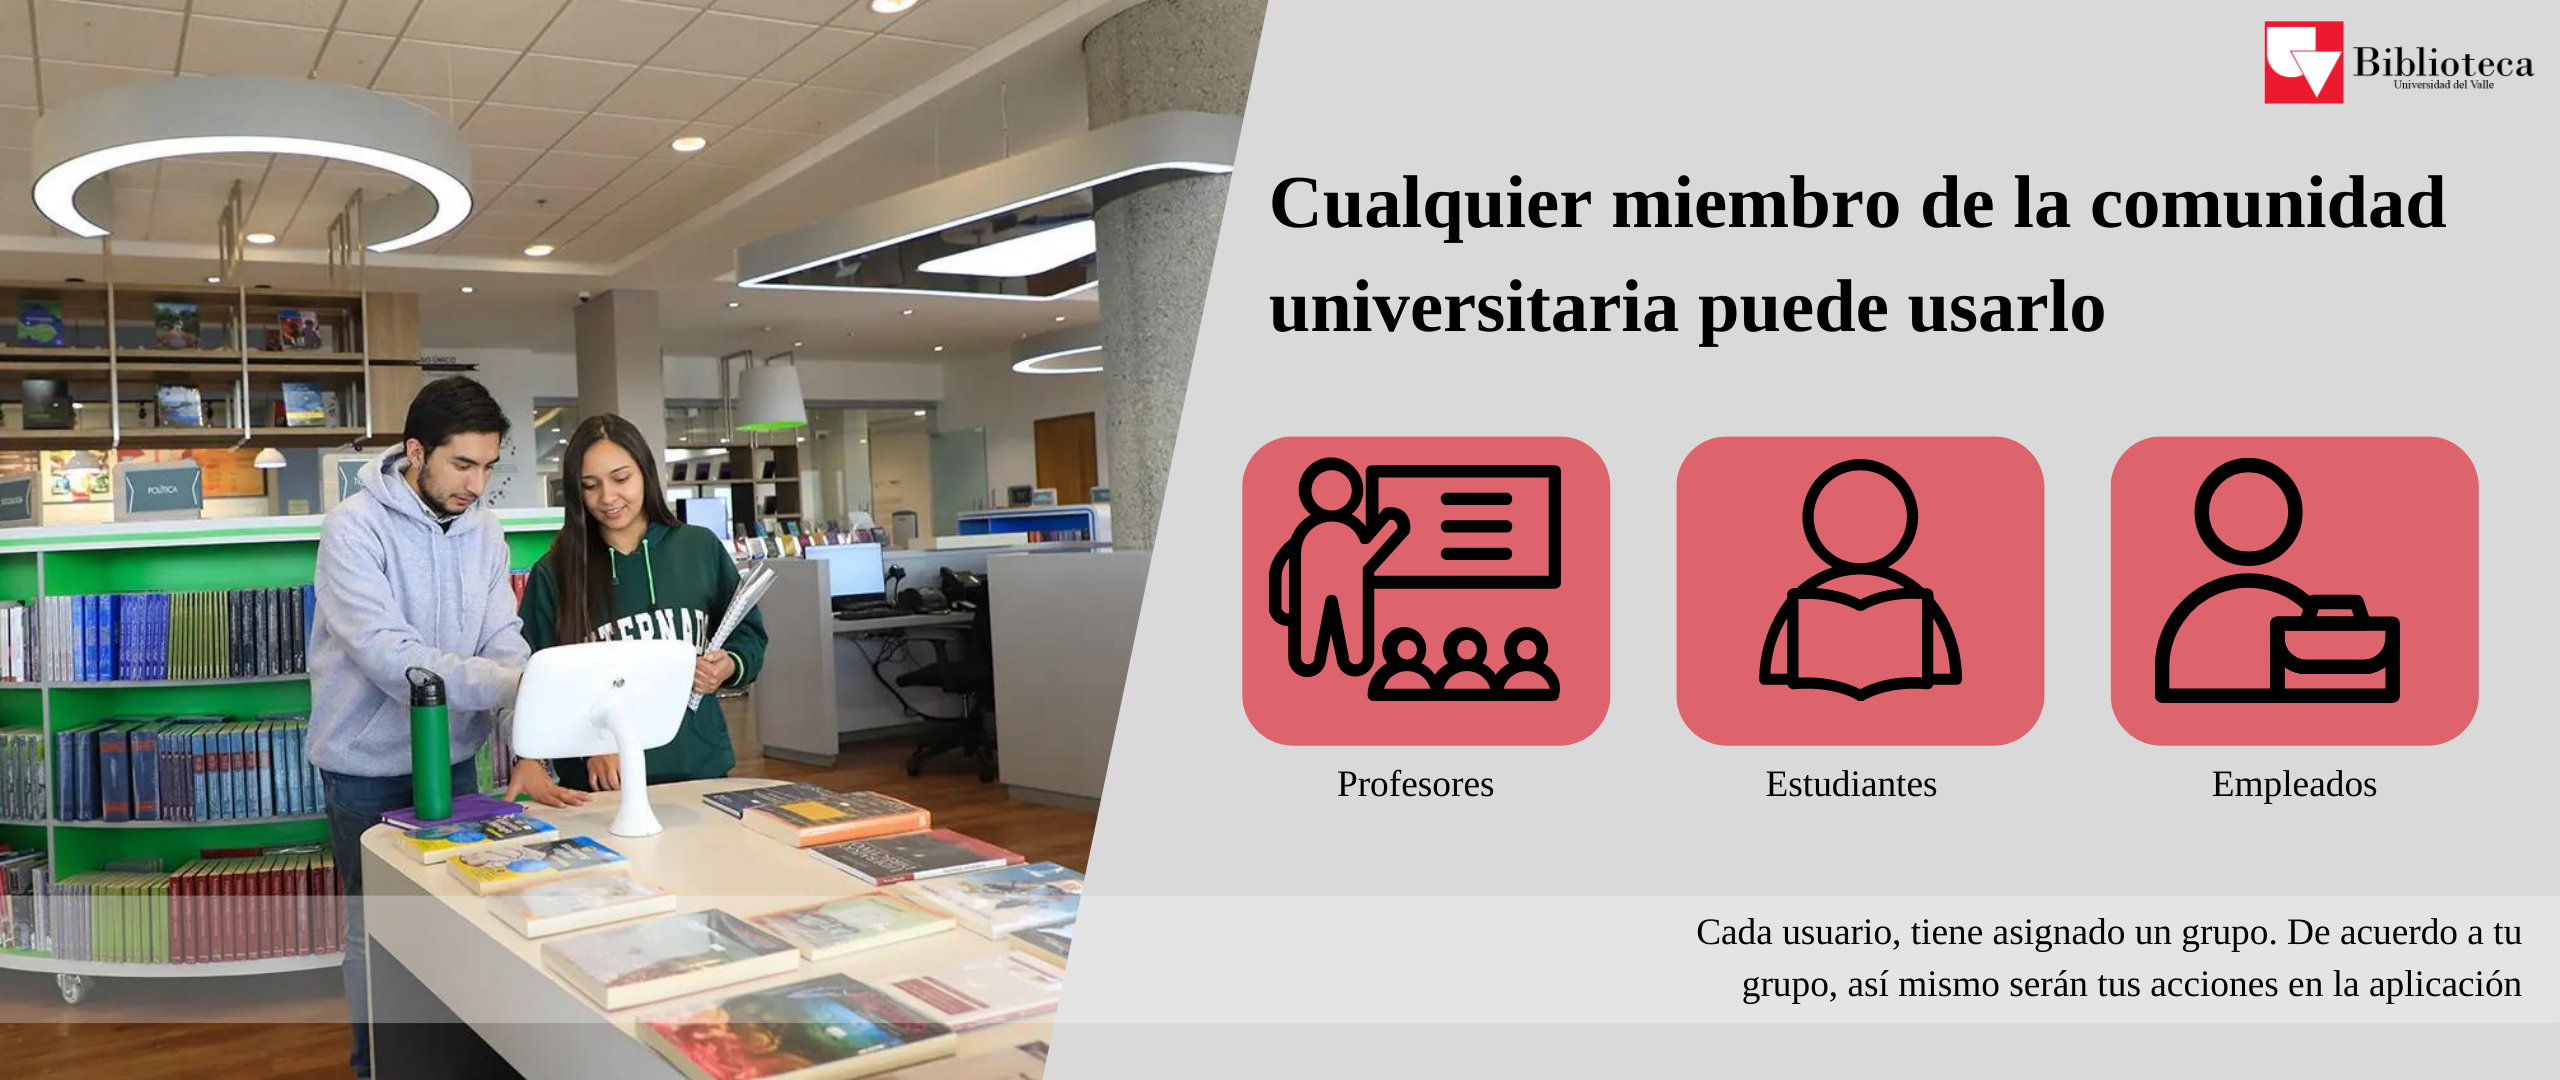 Biblioteca
Universidad del Valle
Cualquier miembro de la comunidad
universitaria puede usarlo
POLÍTICA
Profesores
Estudiantes
Empleados
Cada usuario, tiene asignado un grupo. De acuerdo a tu
grupo, así mismo serán tus acciones en la aplicación